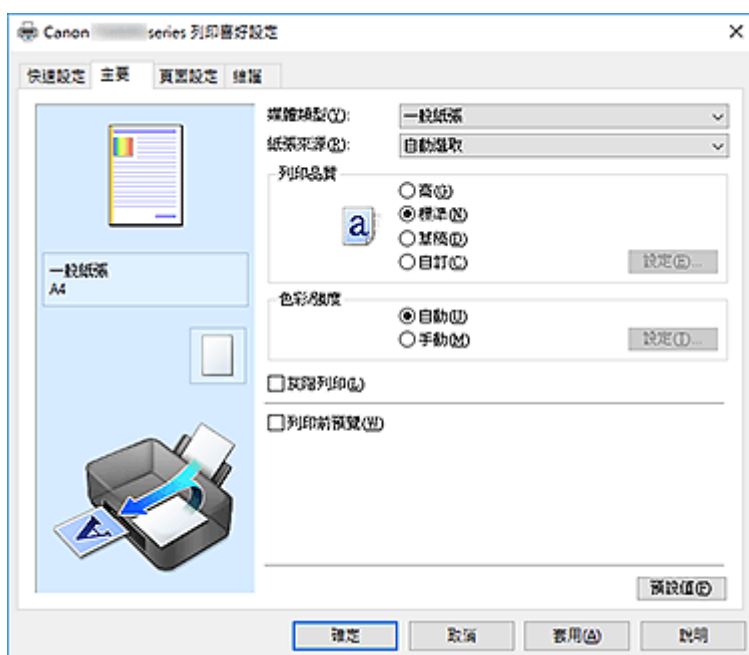 Canon series 列印喜好設定
快速設定 主要 頁面設定 維護
媒體類型(Y): 一般紙張
紙張來源(R): 自動選取
列印品質
高(G)
標準(N)
草稿(D)
自訂(C) 設定(E)...
一般紙張
A4
色彩/強度
自動(U)
手動(M) 設定(T)...
灰階列印(L)
列印前預覽(W)
預設值(F)
確定 取消 套用(A) 說明